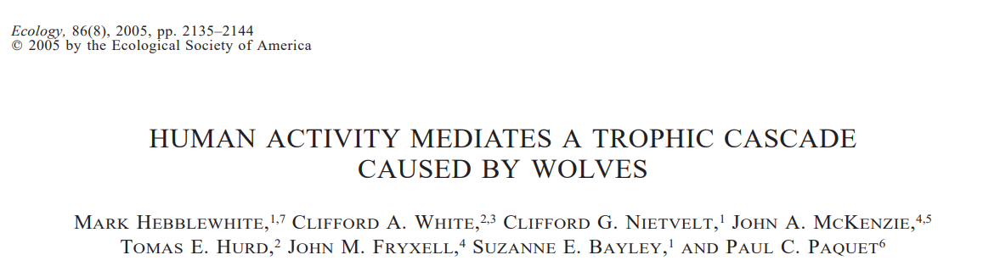 Ecology, 86(8), 2005, pp. 2135–2144
© 2005 by the Ecological Society of America
HUMAN ACTIVITY MEDIATES A TROPHIC CASCADE
CAUSED BY WOLVES
MARK HEBBLEWHITE,1,7 CLIFFORD A. WHITE,2,3 CLIFFORD G. NIETVELT,1 JOHN A. MCKENZIE,4,5
TOMAS E. HURD,2 JOHN M. FRYXELL,4 SUZANNE E. BAYLEY,1 AND PAUL C. PAQUET6